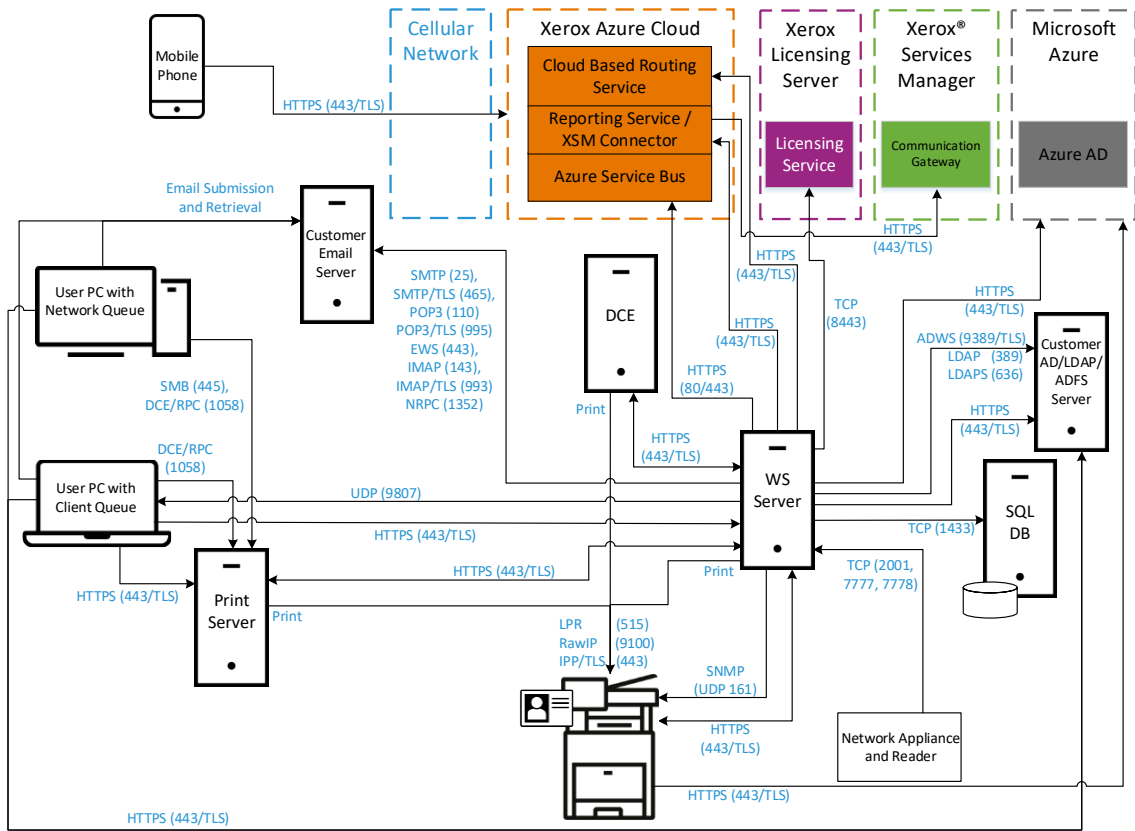 Mobile
Phone
HTTPS (443/TLS)
Cellular
Network
Xerox Azure Cloud
Cloud Based Routing
Service
Reporting Service /
XSM Connector
Azure Service Bus
Xerox
Licensing
Server
Licensing
Service
Xerox®
Services
Manager
Communication
Gateway
Microsoft
Azure
Azure AD
Email Submission
and Retrieval
Customer
Email
Server
User PC with
Network Queue
SMTP (25),
SMTP/TLS (465),
POP3 (110)
POP3/TLS (995)
EWS (443),
IMAP (143),
IMAP/TLS (993)
NRPC (1352)
DCE
Print
HTTPS
(80/443)
HTTPS
(443/TLS)
HTTPS
(443/TLS)
TCP
(8443)
HTTPS
(443/TLS)
HTTPS
(443/TLS)
ADWS (9389/TLS)
LDAP (389)
LDAPS (636)
Customer
AD/LDAP/
ADFS
Server
HTTPS
(443/TLS)
SMB (445),
DCE/RPC (1058)
DCE/RPC
(1058)
HTTPS
(443/TLS)
User PC with
Client Queue
UDP (9807)
WS
Server
SQL
DB
TCP (1433)
HTTPS (443/TLS)
HTTPS (443/TLS)
Print
TCP (2001,
7777, 7778)
HTTPS (443/TLS)
Print
Server
Print
LPR (515)
RawIP (9100)
IPP/TLS (443)
SNMP
(UDP 161)
HTTPS
(443/TLS)
Network Appliance
and Reader
HTTPS (443/TLS)
HTTPS (443/TLS)